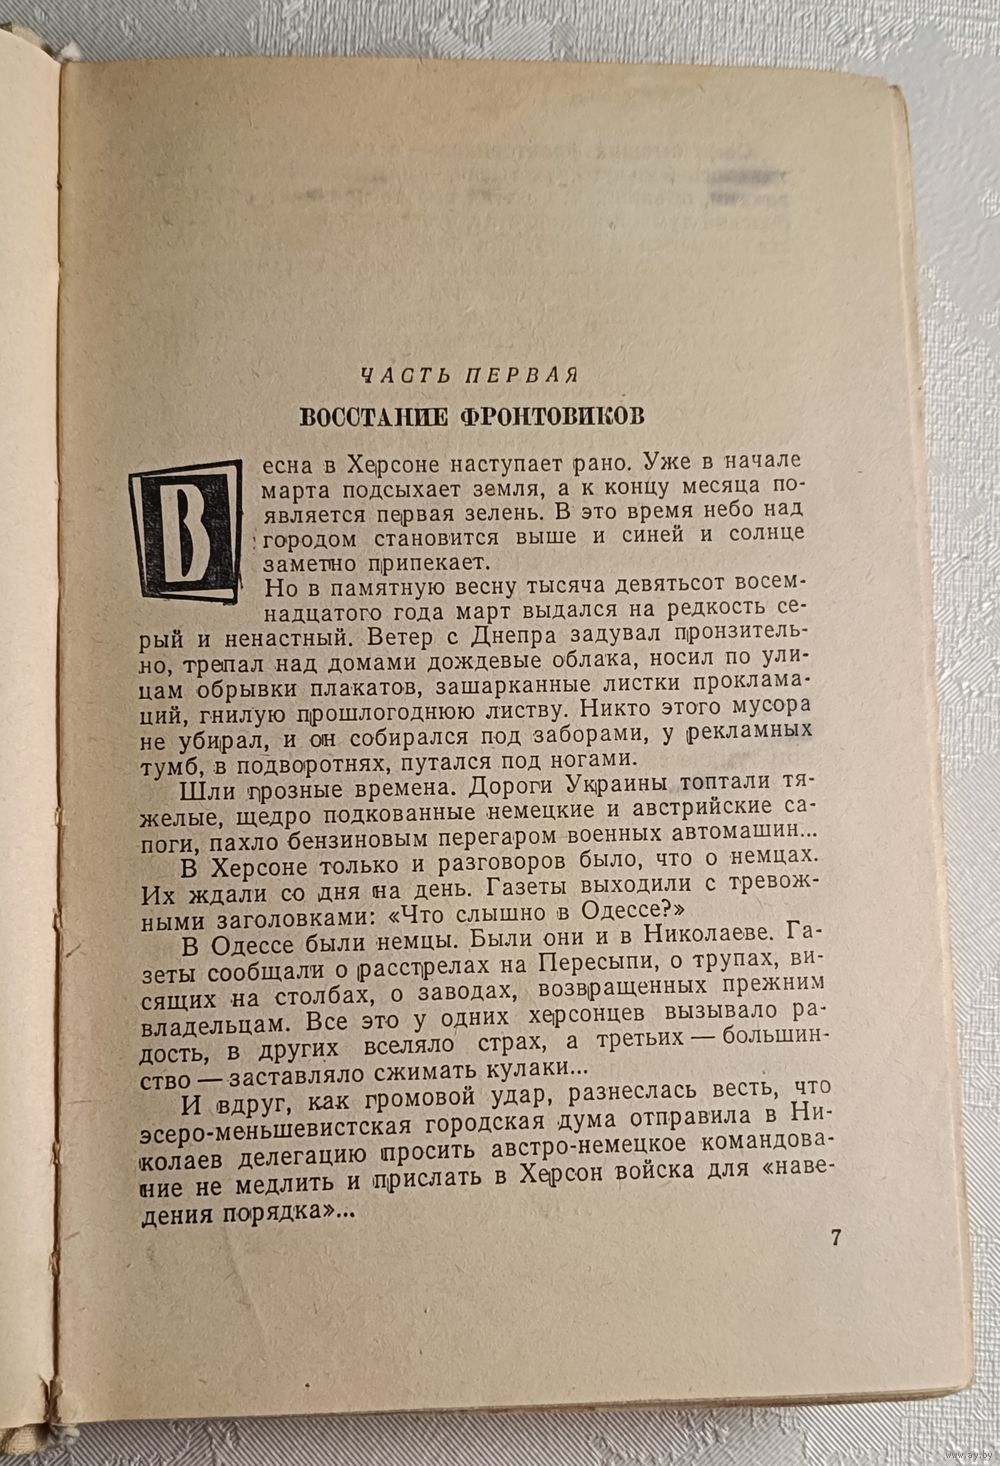 ЧАСТЬ ПЕРВАЯ
ВОССТАНИЕ ФРОНТОВИКОВ
Весна в Херсоне наступает рано. Уже в начале
марта подсыхает земля, а к концу месяца по-
является первая зелень. В это время небо над
городом становится выше и синей и солнце
заметно припекает.
Но в памятную весну тысяча девятьсот восем-
надцатого года март выдался на редкость се-
рый и ненастный. Ветер с Днепра задувал пронзитель-
но, трепал над домами дождевые облака, носил по ули-
цам обрывки плакатов, зашарканные листки проклама-
ций, гнилую прошлогоднюю листву. Никто этого мусора
не убирал, и он собирался под заборами, у рекламных
тумб, в подворотнях, путался под ногами.
Шли грозные времена. Дороги Украины топтали тя-
желые, щедро подкованные немецкие и австрийские са-
поги, пахло бензиновым перегаром военных автомашин...
В Херсоне только и разговоров было, что о немцах.
Их ждали со дня на день. Газеты выходили с тревож-
ными заголовками: «Что слышно в Одессе?»
В Одессе были немцы. Были они и в Николаеве. Га-
зеты сообщали о расстрелах на Пересыпи, о трупах, ви-
сящих на столбах, о заводах, возвращенных прежним
владельцам. Все это у одних херсонцев вызывало ра-
дость, в других вселяло страх, а третьих — большин-
ство — заставляло сжимать кулаки...
И вдруг, как громовой удар, разнеслась весть, что
эсеро-меньшевистская городская дума отправила в Ни-
колаев делегацию просить австро-немецкое командова-
ние не медлить и прислать в Херсон войска для «наве-
дения порядка»...
7
www.ay.by